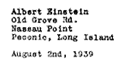 Albert Einstein
Old Grove Rd.
Nassau Point
Peconic, Long Island
August 2nd, 1939